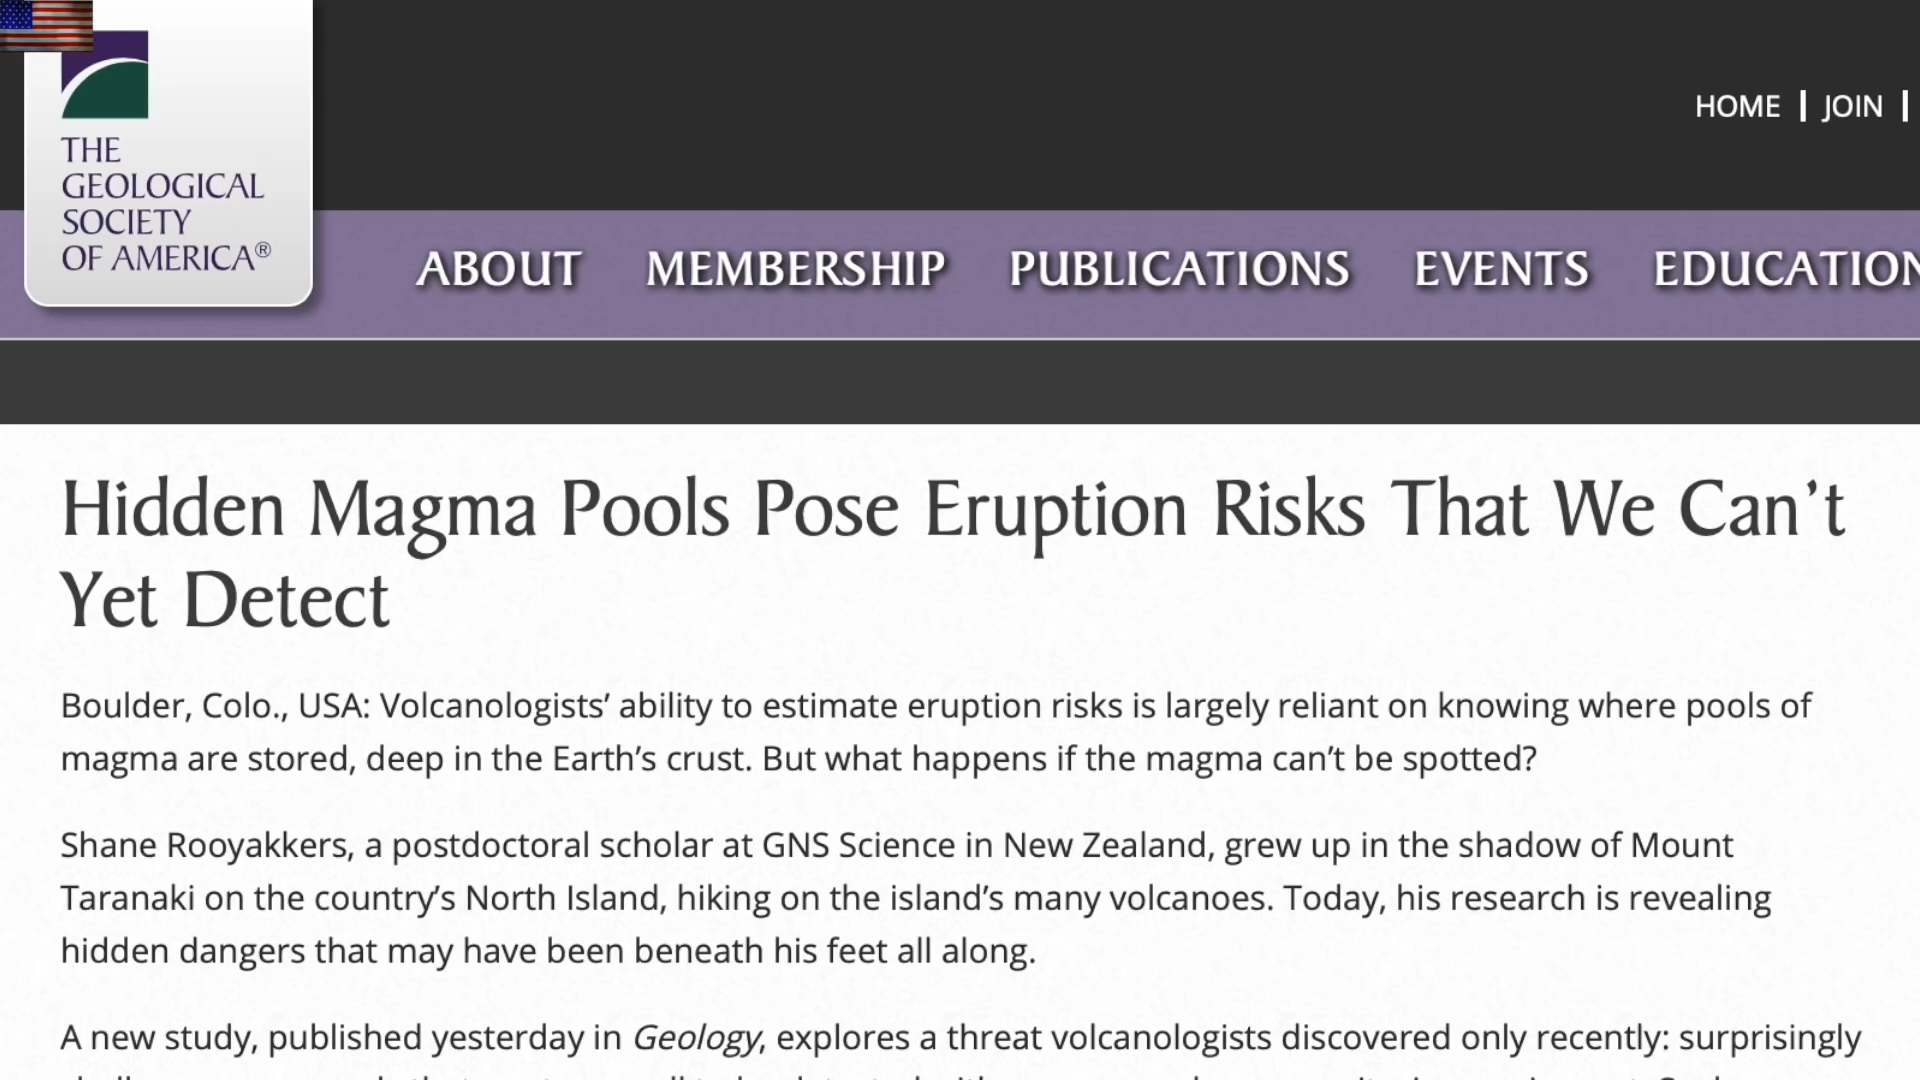 THE
GEOLOGICAL
SOCIETY
OF AMERICA®
HOME | JOIN |
ABOUT MEMBERSHIP PUBLICATIONS EVENTS EDUCATION
Hidden Magma Pools Pose Eruption Risks That We Can’t
Yet Detect
Boulder, Colo., USA: Volcanologists’ ability to estimate eruption risks is largely reliant on knowing where pools of
magma are stored, deep in the Earth’s crust. But what happens if the magma can’t be spotted?
Shane Rooyakkers, a postdoctoral scholar at GNS Science in New Zealand, grew up in the shadow of Mount
Taranaki on the country’s North Island, hiking on the island’s many volcanoes. Today, his research is revealing
hidden dangers that may have been beneath his feet all along.
A new study, published yesterday in Geology, explores a threat volcanologists discovered only recently: surprisingly